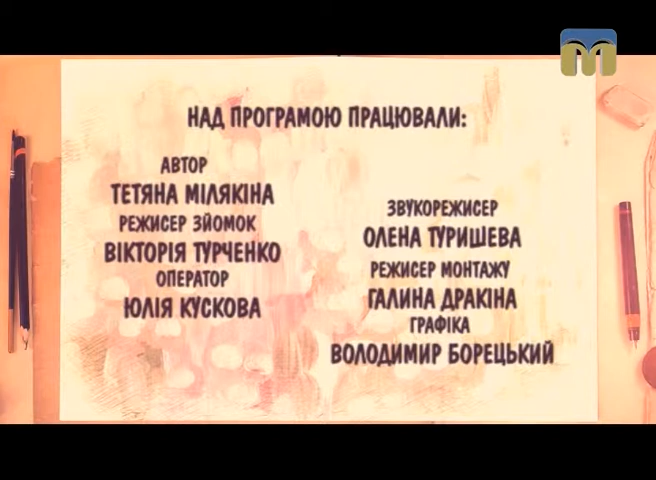 НАД ПРОГРАМОЮ ПРАЦЮВАЛИ:
АВТОР
ТЕТЯНА МІЛЯКІНА
РЕЖИСЕР ЗЙОМОК
ВІКТОРІЯ ТУРЧЕНКО
ОПЕРАТОР
ЮЛІЯ КУСКОВА
ЗВУКОРЕЖИСЕР
ОЛЕНА ТУРИШЕВА
РЕЖИСЕР МОНТАЖУ
ГАЛИНА ДРАКІНА
ГРАФІКА
ВОЛОДИМИР БОРЕЦЬКИЙ